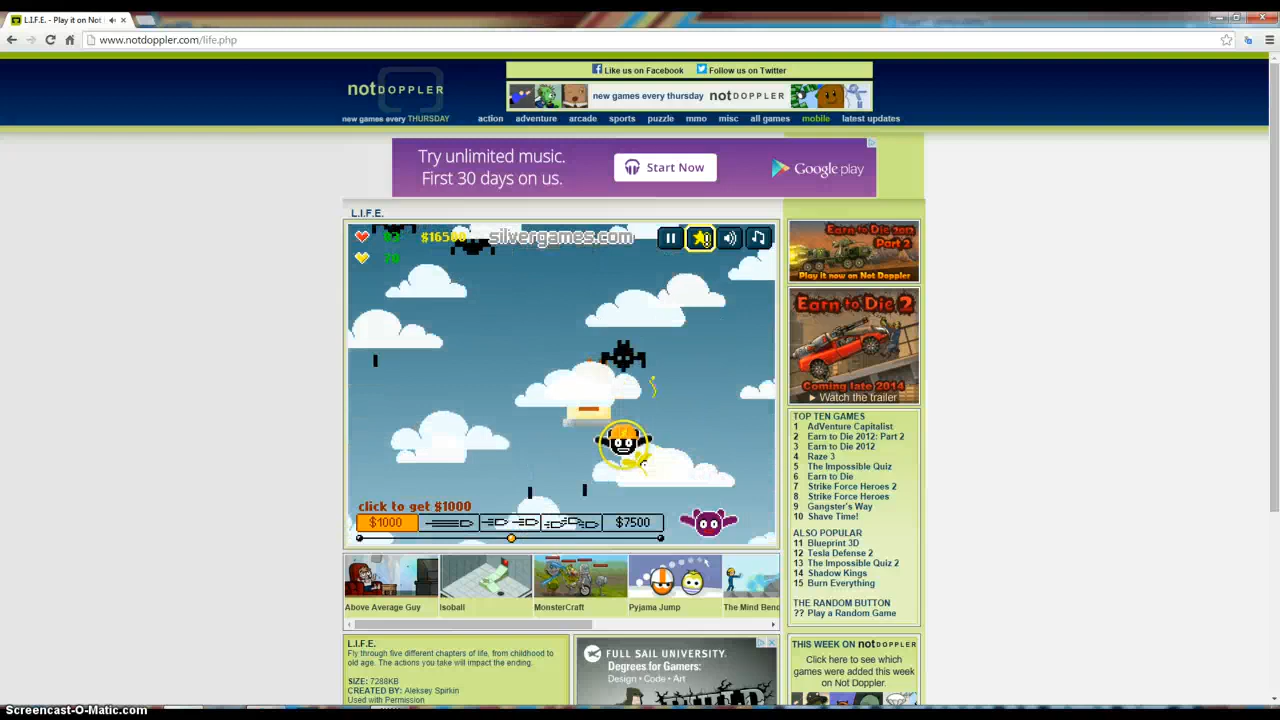 L.I.F.E. - Play it on Not
www.notdoppler.com/life.php
Like us on Facebook Follow us on Twitter
notDOPPLER
new games every thursday notDOPPLER
new games every THURSDAY
action adventure arcade sports puzzle mmo misc all games mobile latest updates
Try unlimited music.
First 30 days on us.
Start Now
Google play
L.I.F.E.
$16500
silvergames.com
30
click to get $1000
$1000
$7500
Earn to Die 2012
Part 2
Play it now on Not Doppler
Earn to Die 2
Coming late 2014
Watch the trailer
TOP TEN GAMES
1 AdVenture Capitalist
2 Earn to Die 2012: Part 2
3 Earn to Die 2012
4 Raze 3
5 The Impossible Quiz
6 Earn to Die
7 Strike Force Heroes 2
8 Strike Force Heroes
9 Gangster's Way
10 Shave Time!
ALSO POPULAR
11 Blueprint 3D
12 Tesla Defense 2
13 The Impossible Quiz 2
14 Shadow Kings
15 Burn Everything
THE RANDOM BUTTON
?? Play a Random Game
Above Average Guy Isoball MonsterCraft Pyjama Jump The Mind Bend
L.I.F.E.
Fly through five different chapters of life, from childhood to
old age. The actions you take will impact the ending.
SIZE: 7288KB
CREATED BY: Aleksey Spirkin
Used with Permission
FULL SAIL UNIVERSITY.
Degrees for Gamers:
Design • Code • Art
THIS WEEK ON notDOPPLER
Click here to see which
games were added this week
on Not Doppler.
Screencast-O-Matic.com